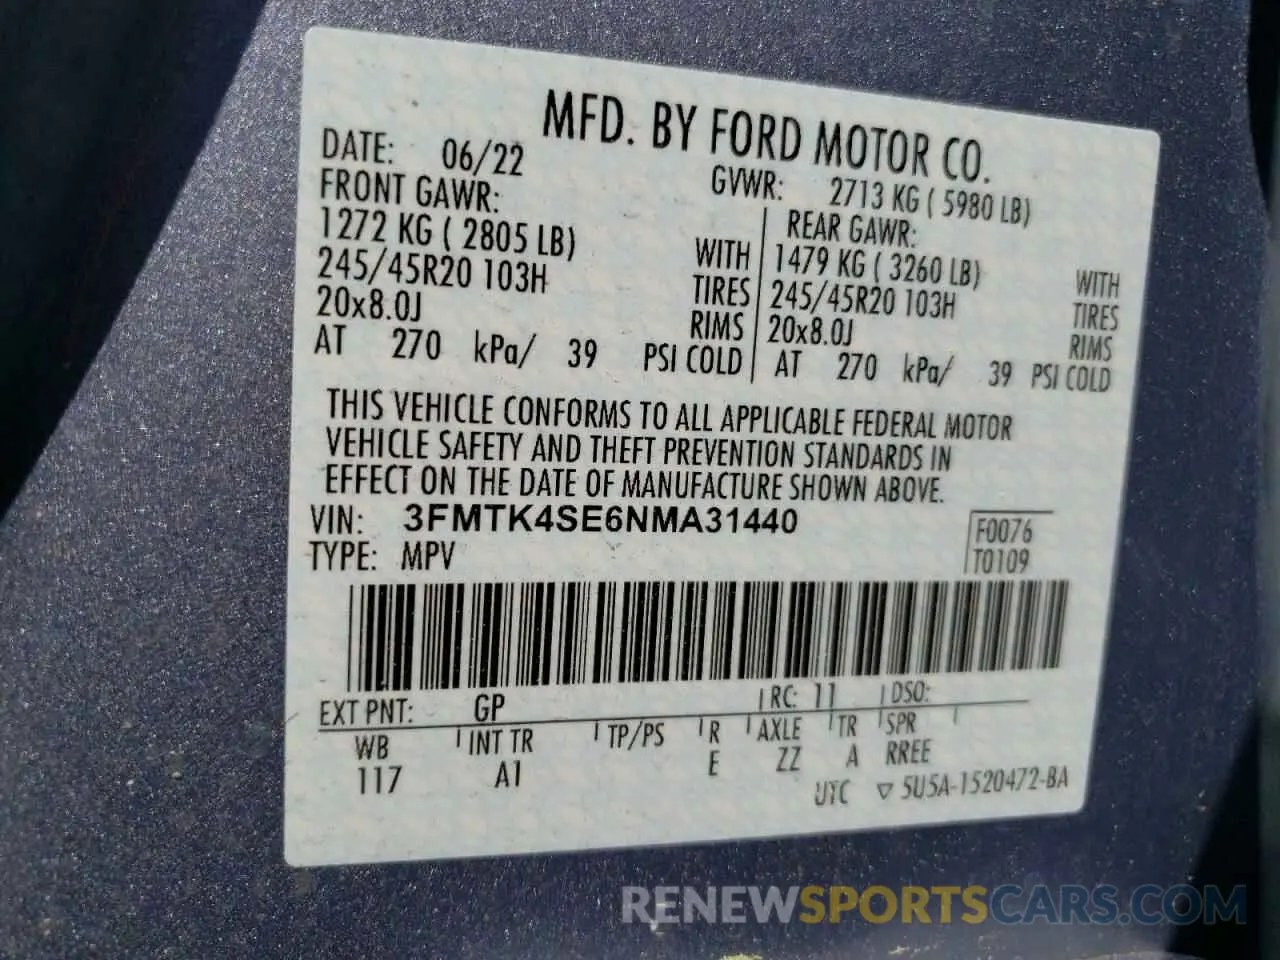 MFD. BY FORD MOTOR CO.
DATE: 06/22 GVWR: 2713 KG ( 5980 LB)
FRONT GAWR: REAR GAWR:
1272 KG ( 2805 LB) WITH 1479 KG ( 3260 LB) WITH
245/45R20 103H TIRES 245/45R20 103H TIRES
20x8.0J RIMS 20x8.0J RIMS
AT 270 kPa/ 39 PSI COLD AT 270 kPa/ 39 PSI COLD
THIS VEHICLE CONFORMS TO ALL APPLICABLE FEDERAL MOTOR
VEHICLE SAFETY AND THEFT PREVENTION STANDARDS IN
EFFECT ON THE DATE OF MANUFACTURE SHOWN ABOVE.
VIN: 3FMTK4SE6NMA31440 F0076
TYPE: MPV T0109
EXT PNT: GP RC: 11 DSO:
WB INT TR TP/PS R AXLE TR SPR
117 A1 E ZZ A RREE
UTC ▽ 5U5A-1520472-BA
RENEWSPORTSCARS.COM